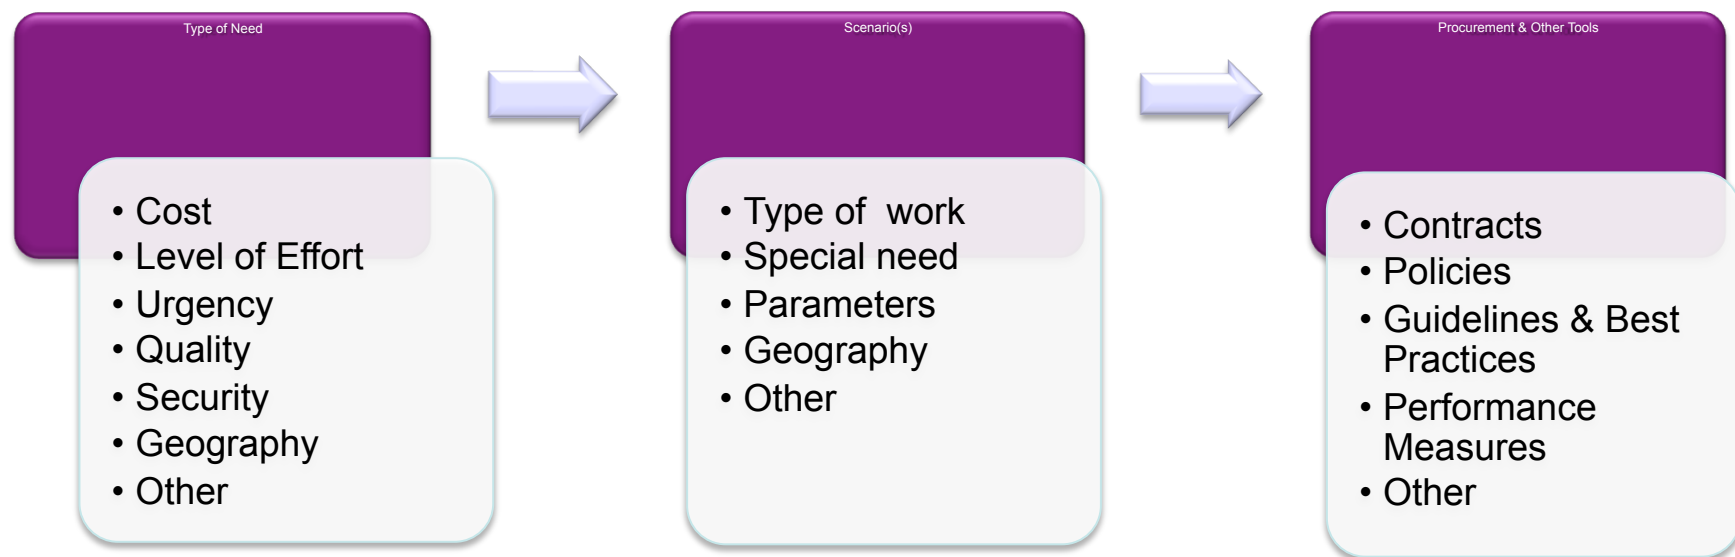 Type of Need
• Cost
• Level of Effort
• Urgency
• Quality
• Security
• Geography
• Other
Scenario(s)
• Type of  work
• Special need
• Parameters
• Geography
• Other
Procurement & Other Tools
• Contracts
• Policies
• Guidelines & Best
Practices
• Performance
Measures
• Other